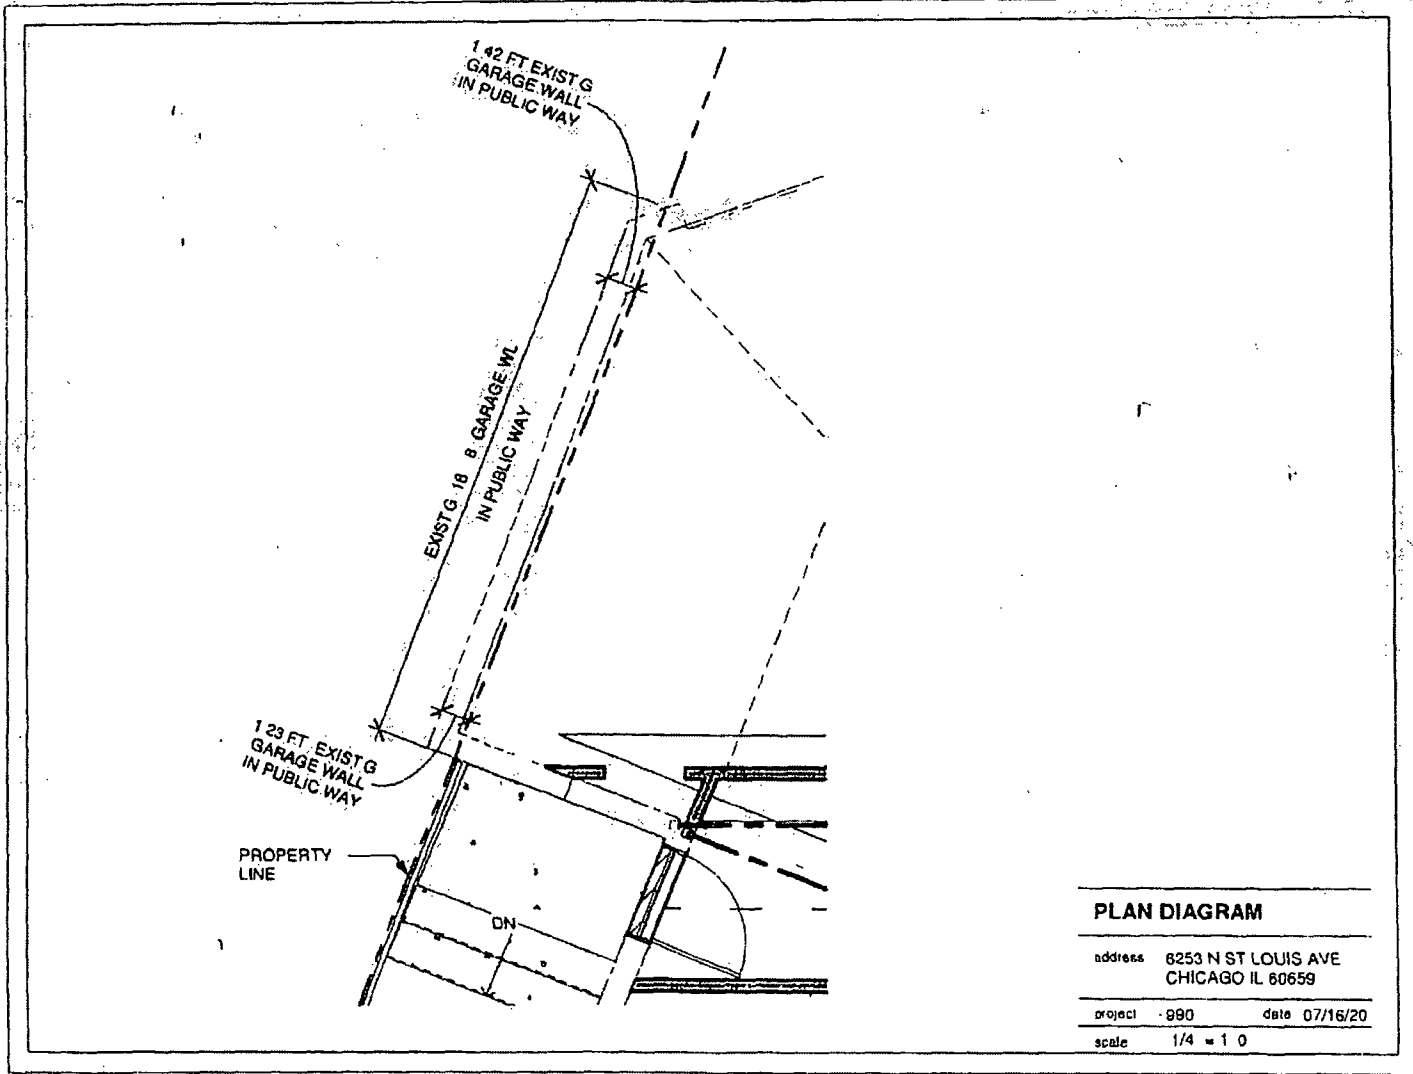 1 42 FT EXIST G
GARAGE WALL
IN PUBLIC WAY
EXIST G 18 8 GARAGE WL
IN PUBLIC WAY
1 23 FT EXIST G
GARAGE WALL
IN PUBLIC WAY
PROPERTY
LINE
DN
PLAN DIAGRAM
address 6253 N ST LOUIS AVE
CHICAGO IL 60659
project - 990 date 07/16/20
scale 1/4 = 1 0